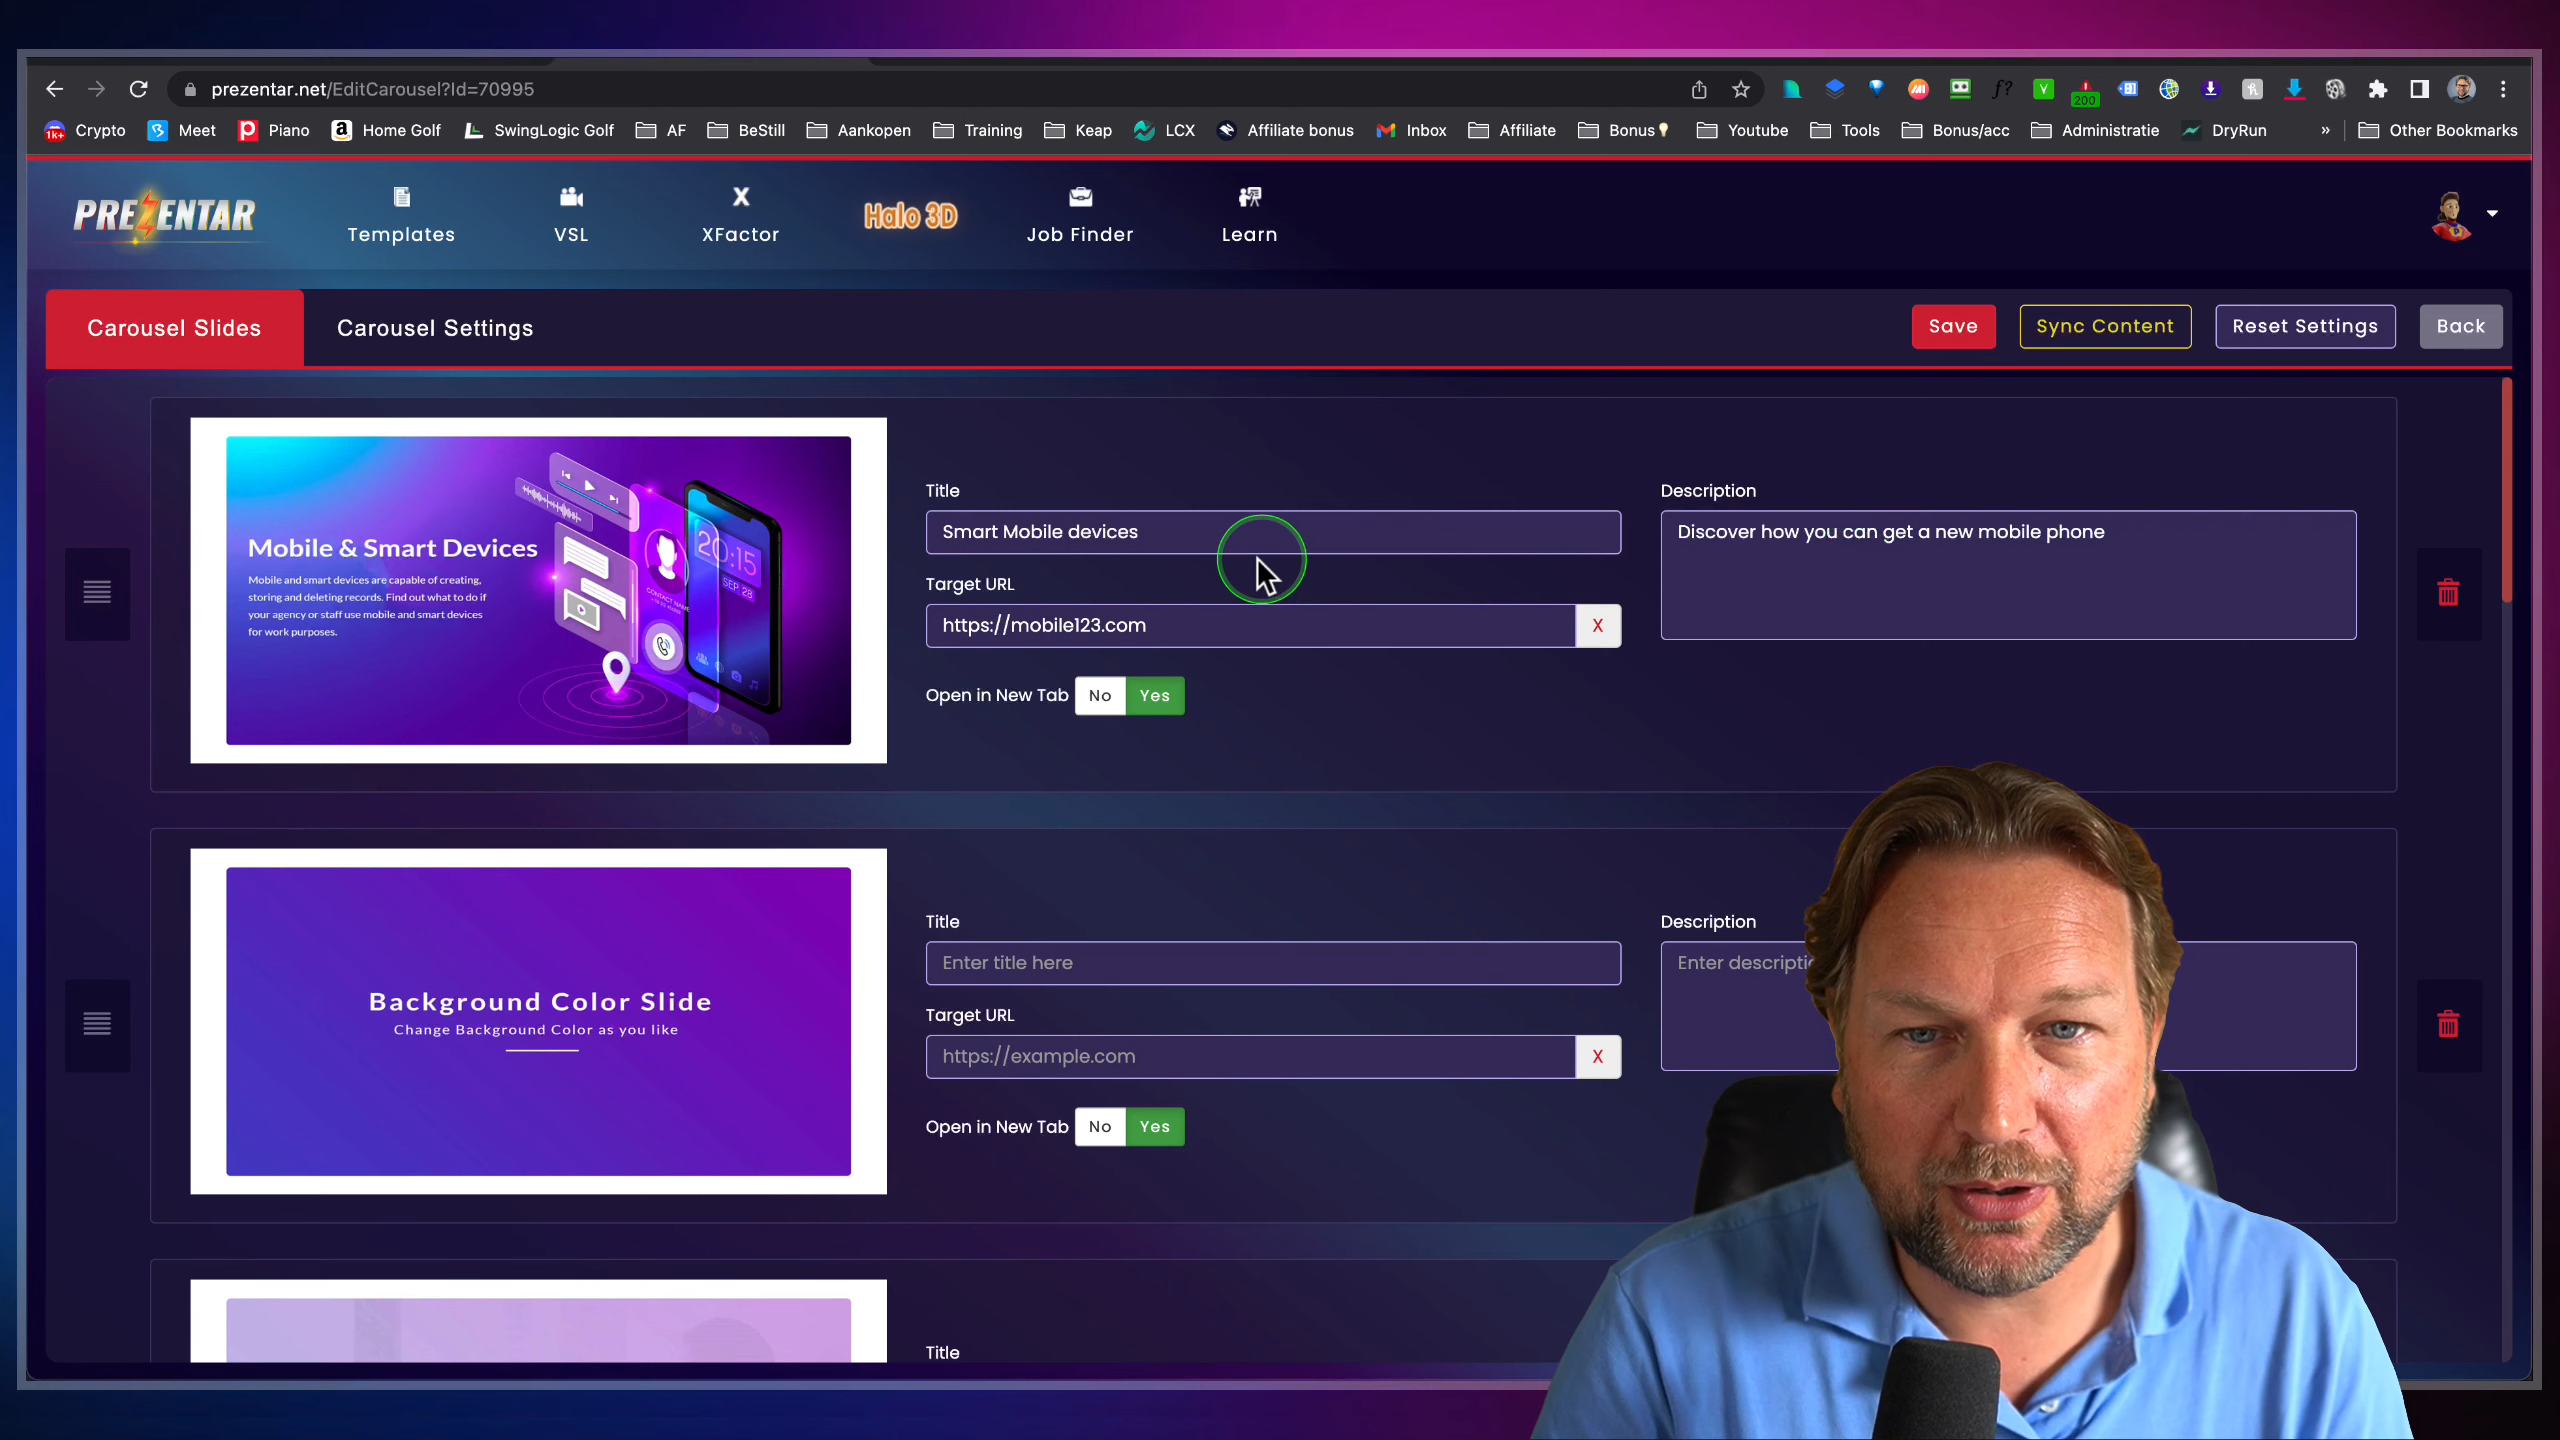 prezentar.net/EditCarousel?Id=70995
200
1k+ Crypto Meet Piano Home Golf SwingLogic Golf AF BeStill Aankopen Training Keap LCX Affiliate bonus Inbox Affiliate Bonus Youtube Tools Bonus/acc Administratie DryRun » Other Bookmarks
PREZENTAR
Templates
VSL
XFactor
Halo 3D
Job Finder
Learn
Carousel Slides Carousel Settings Save Sync Content Reset Settings Back
Mobile & Smart Devices
Mobile and smart devices are capable of creating,
storing and deleting records. Find out what to do if
your agency or staff use mobile and smart devices
for work purposes.
20:15
SEP 28
CONTACT NAME
Title
Smart Mobile devices
Target URL
https://mobile123.com X
Open in New Tab No Yes
Description
Discover how you can get a new mobile phone
Background Color Slide
Change Background Color as you like
Title
Enter title here
Target URL
https://example.com X
Open in New Tab No Yes
Description
Enter descripti
Title